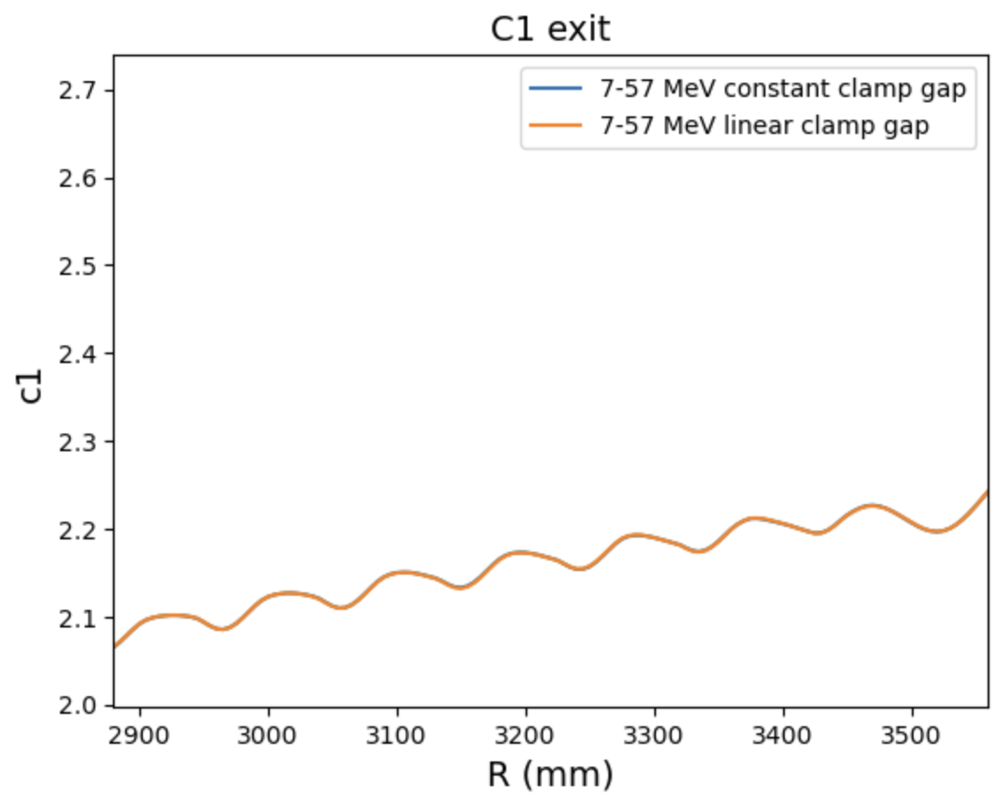 C1 exit
7-57 MeV constant clamp gap
7-57 MeV linear clamp gap
c1
2.7
2.6
2.5
2.4
2.3
2.2
2.1
2.0
2900 3000 3100 3200 3300 3400 3500
R (mm)